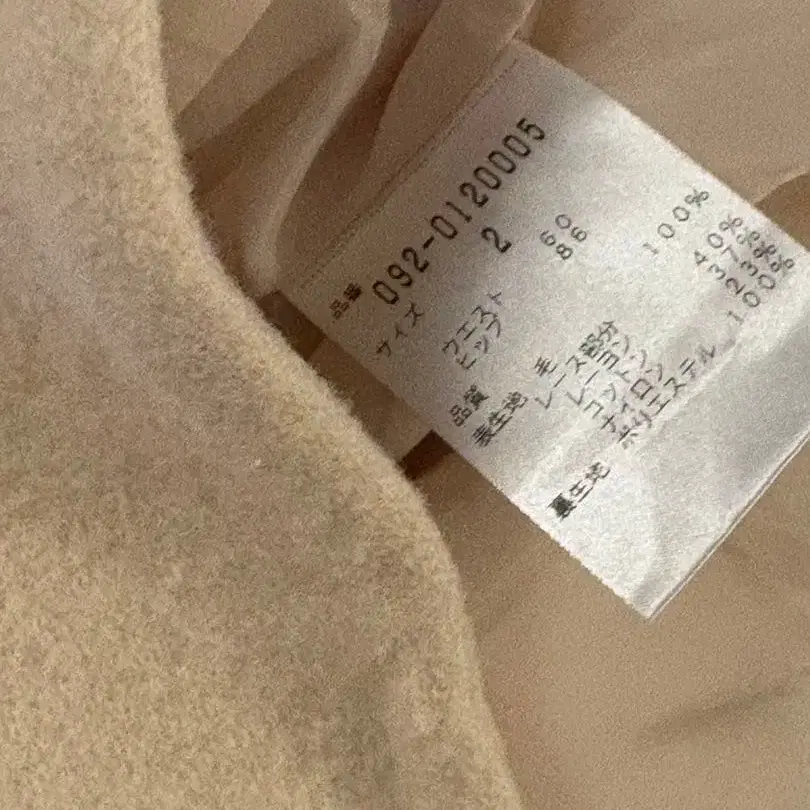 品番 092-0120005
サイズ 2
ウエスト 60
ヒップ 86
品質
表生地 毛 100%
レース部分
レーヨン 40%
コットン 37%
ナイロン 23%
裏生地 ポリエステル 100%